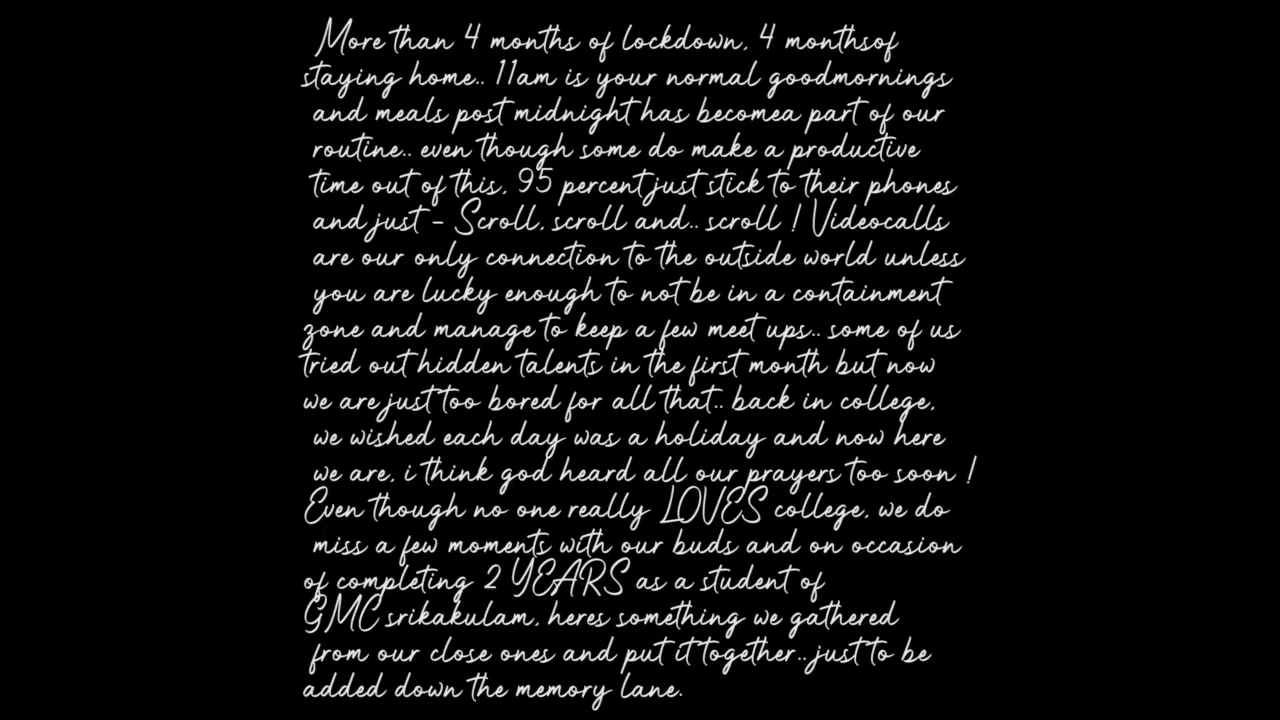 More than 4 months of lockdown, 4 monthsof
staying home.. 11am is your normal goodmornings
and meals post midnight has becomea part of our
routine.. even though some do make a productive
time out of this, 95 percent just stick to their phones
and just - Scroll, scroll and.. scroll ! Videocalls
are our only connection to the outside world unless
you are lucky enough to not be in a containment
zone and manage to keep a few meet ups.. some of us
tried out hidden talents in the first month but now
we are just too bored for all that.. back in college,
we wished each day was a holiday and now here
we are, i think god heard all our prayers too soon !
Even though no one really LOVES college, we do
miss a few moments with our buds and on occasion
of completing 2 YEARS as a student of
GMC srikakulam, heres something we gathered
from our close ones and put it together.. just to be
added down the memory lane.